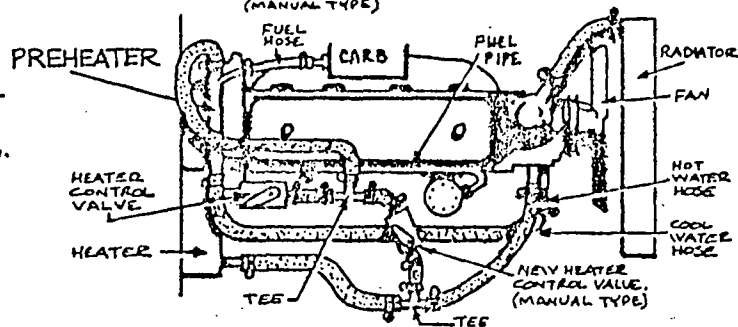 (MANUAL TYPE)
FUEL
HOSE
CARB
FUEL
PIPE
RADIATOR
PREHEATER
FAN
HEATER
CONTROL
VALVE
HOT
WATER
HOSE
HEATER
COOL
WATER
HOSE
NEW HEATER
CONTROL VALVE.
(MANUAL TYPE)
TEE
TEE